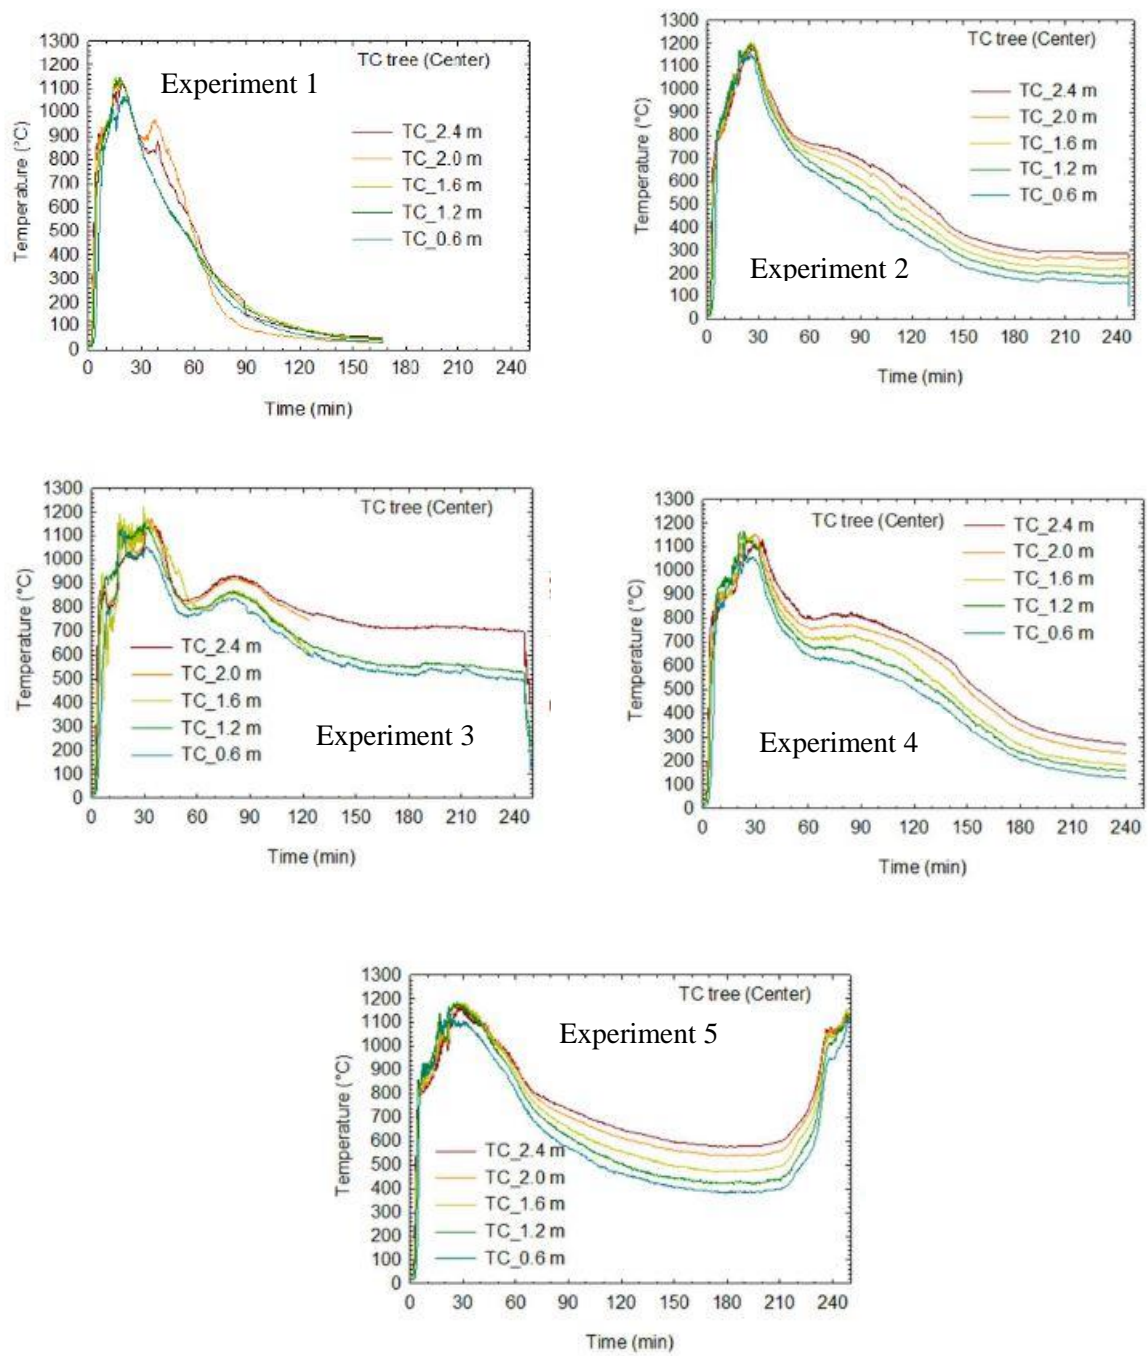 1300
1200
1100
1000
900
800
700
600
500
400
300
200
100
0
Temperature (°C)
TC tree (Center)
Experiment 1
TC_2.4 m
TC_2.0 m
TC_1.6 m
TC_1.2 m
TC_0.6 m
0 30 60 90 120 150 180 210 240
Time (min)
1300
1200
1100
1000
900
800
700
600
500
400
300
200
100
0
Temperature (°C)
TC tree (Center)
TC_2.4 m
TC_2.0 m
TC_1.6 m
TC_1.2 m
TC_0.6 m
Experiment 2
0 30 60 90 120 150 180 210 240
Time (min)
1300
1200
1100
1000
900
800
700
600
500
400
300
200
100
0
Temperature (°C)
TC tree (Center)
TC_2.4 m
TC_2.0 m
TC_1.6 m
TC_1.2 m
TC_0.6 m
Experiment 3
0 30 60 90 120 150 180 210 240
Time (min)
1300
1200
1100
1000
900
800
700
600
500
400
300
200
100
0
Temperature (°C)
TC tree (Center)
TC_2.4 m
TC_2.0 m
TC_1.6 m
TC_1.2 m
TC_0.6 m
Experiment 4
0 30 60 90 120 150 180 210 240
Time (min)
1300
1200
1100
1000
900
800
700
600
500
400
300
200
100
0
Temperature (°C)
TC tree (Center)
Experiment 5
TC_2.4 m
TC_2.0 m
TC_1.6 m
TC_1.2 m
TC_0.6 m
0 30 60 90 120 150 180 210 240
Time (min)